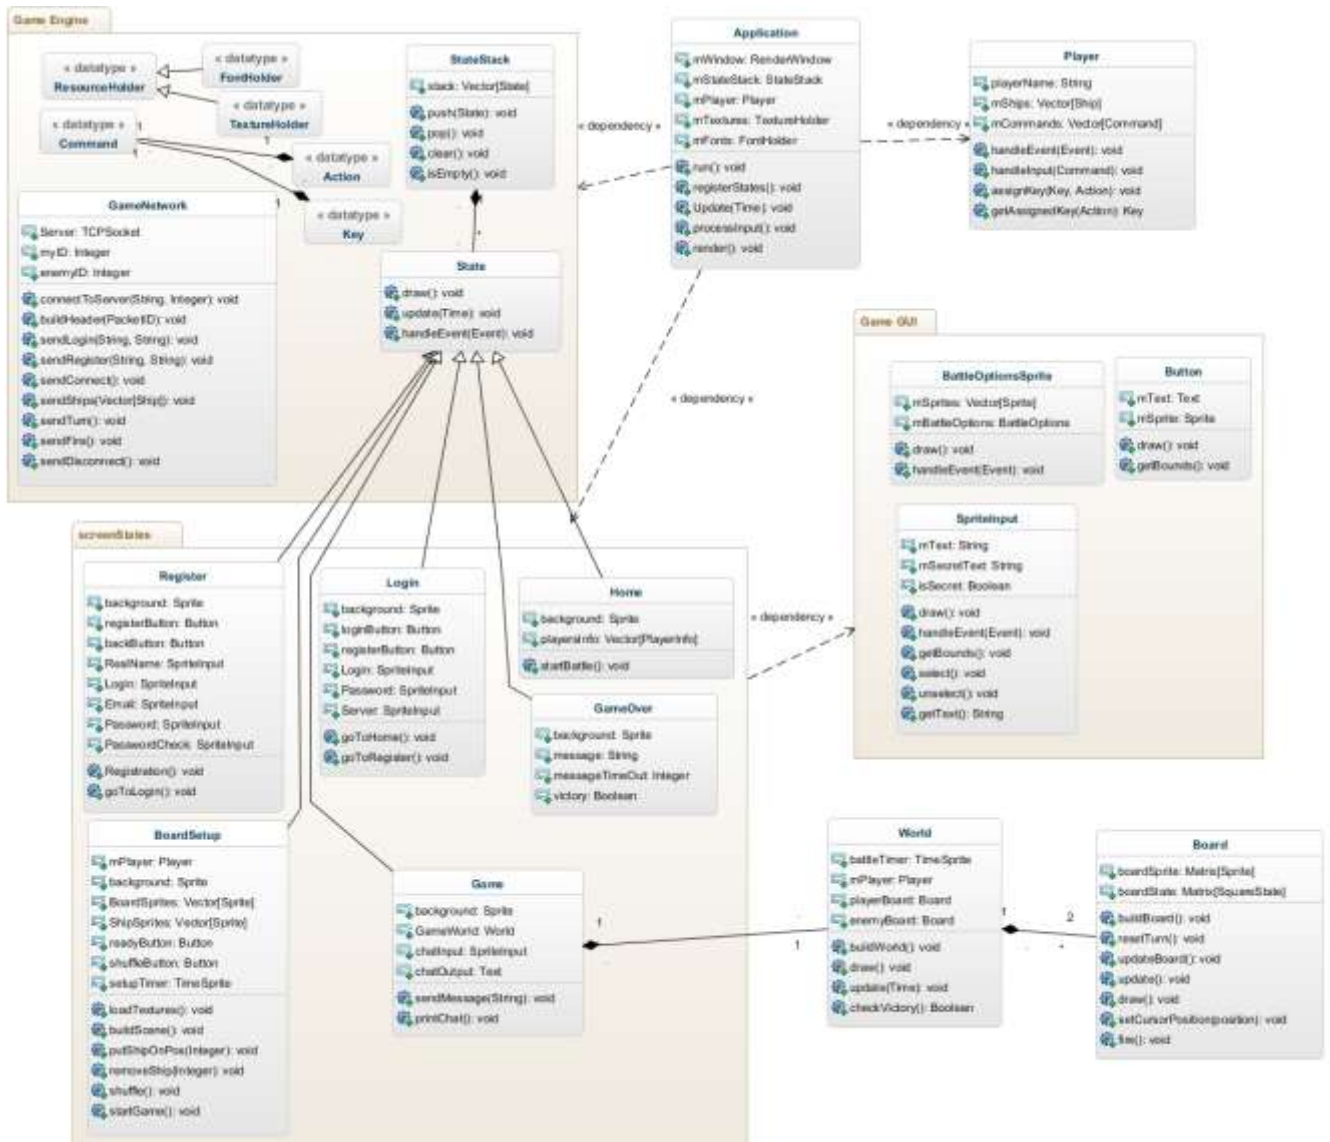 Game Engine
« datatype »
ResourceHolder
« datatype »
FontHolder
« datatype »
TextureHolder
« datatype »
Command
1
1
1
1
« datatype »
Action
« datatype »
Key
StateStack
stack: Vector[State]
push(State): void
pop(): void
clear(): void
isEmpty(): void
*
GameNetwork
Server: TCPSocket
myID: Integer
enemyID: Integer
connectToServer(String, Integer): void
buildHeader(PacketID): void
sendLogin(String, String): void
sendRegister(String, String): void
sendConnect(): void
sendShips(Vector[Ship]): void
sendTurn(): void
sendFire(): void
sendDisconnect(): void
State
draw(): void
update(Time): void
handleEvent(Event): void
« dependency »
Application
mWindow: RenderWindow
mStateStack: StateStack
mPlayer: Player
mTextures: TextureHolder
mFonts: FontHolder
run(): void
registerStates(): void
Update(Time): void
processInput(): void
render(): void
« dependency »
Player
playerName: String
mShips: Vector[Ship]
mCommands: Vector[Command]
handleEvent(Event): void
handleInput(Command): void
assignKey(Key, Action): void
getAssignedKey(Action): Key
« dependency »
Game GUI
BattleOptionsSprite
mSprites: Vector[Sprite]
mBattleOptions: BattleOptions
draw(): void
handleEvent(Event): void
Button
mText: Text
mSprite: Sprite
draw(): void
getBounds(): void
SpriteInput
mText: String
mSecretText: String
isSecret: Boolean
draw(): void
handleEvent(Event): void
getBounds(): void
select(): void
unselect(): void
getText(): String
screenStates
Register
background: Sprite
registerButton: Button
backButton: Button
RealName: SpriteInput
Login: SpriteInput
Email: SpriteInput
Password: SpriteInput
PasswordCheck: SpriteInput
Registration(): void
goToLogin(): void
Login
background: Sprite
loginButton: Button
registerButton: Button
Login: SpriteInput
Password: SpriteInput
Server: SpriteInput
goToHome(): void
goToRegister(): void
Home
background: Sprite
playersInfo: Vector[PlayerInfo]
startBattle(): void
« dependency »
GameOver
background: Sprite
message: String
messageTimeOut: Integer
victory: Boolean
BoardSetup
mPlayer: Player
background: Sprite
BoardSprites: Vector[Sprite]
ShipSprites: Vector[Sprite]
readyButton: Button
shuffleButton: Button
setupTimer: TimeSprite
loadTextures(): void
buildScene(): void
putShipOnPos(Integer): void
removeShip(Integer): void
shuffle(): void
startGame(): void
Game
background: Sprite
GameWorld: World
chatInput: SpriteInput
chatOutput: Text
sendMessage(String): void
printChat(): void
1
1
World
battleTimer: TimeSprite
mPlayer: Player
playerBoard: Board
enemyBoard: Board
buildWorld(): void
draw(): void
update(Time): void
checkVictory(): Boolean
1
2
*
Board
boardSprite: Matrix[Sprite]
boardState: Matrix[SquareState]
buildBoard(): void
resetTurn(): void
updateBoard(): void
update(): void
draw(): void
setCursorPosition(position): void
fire(): void